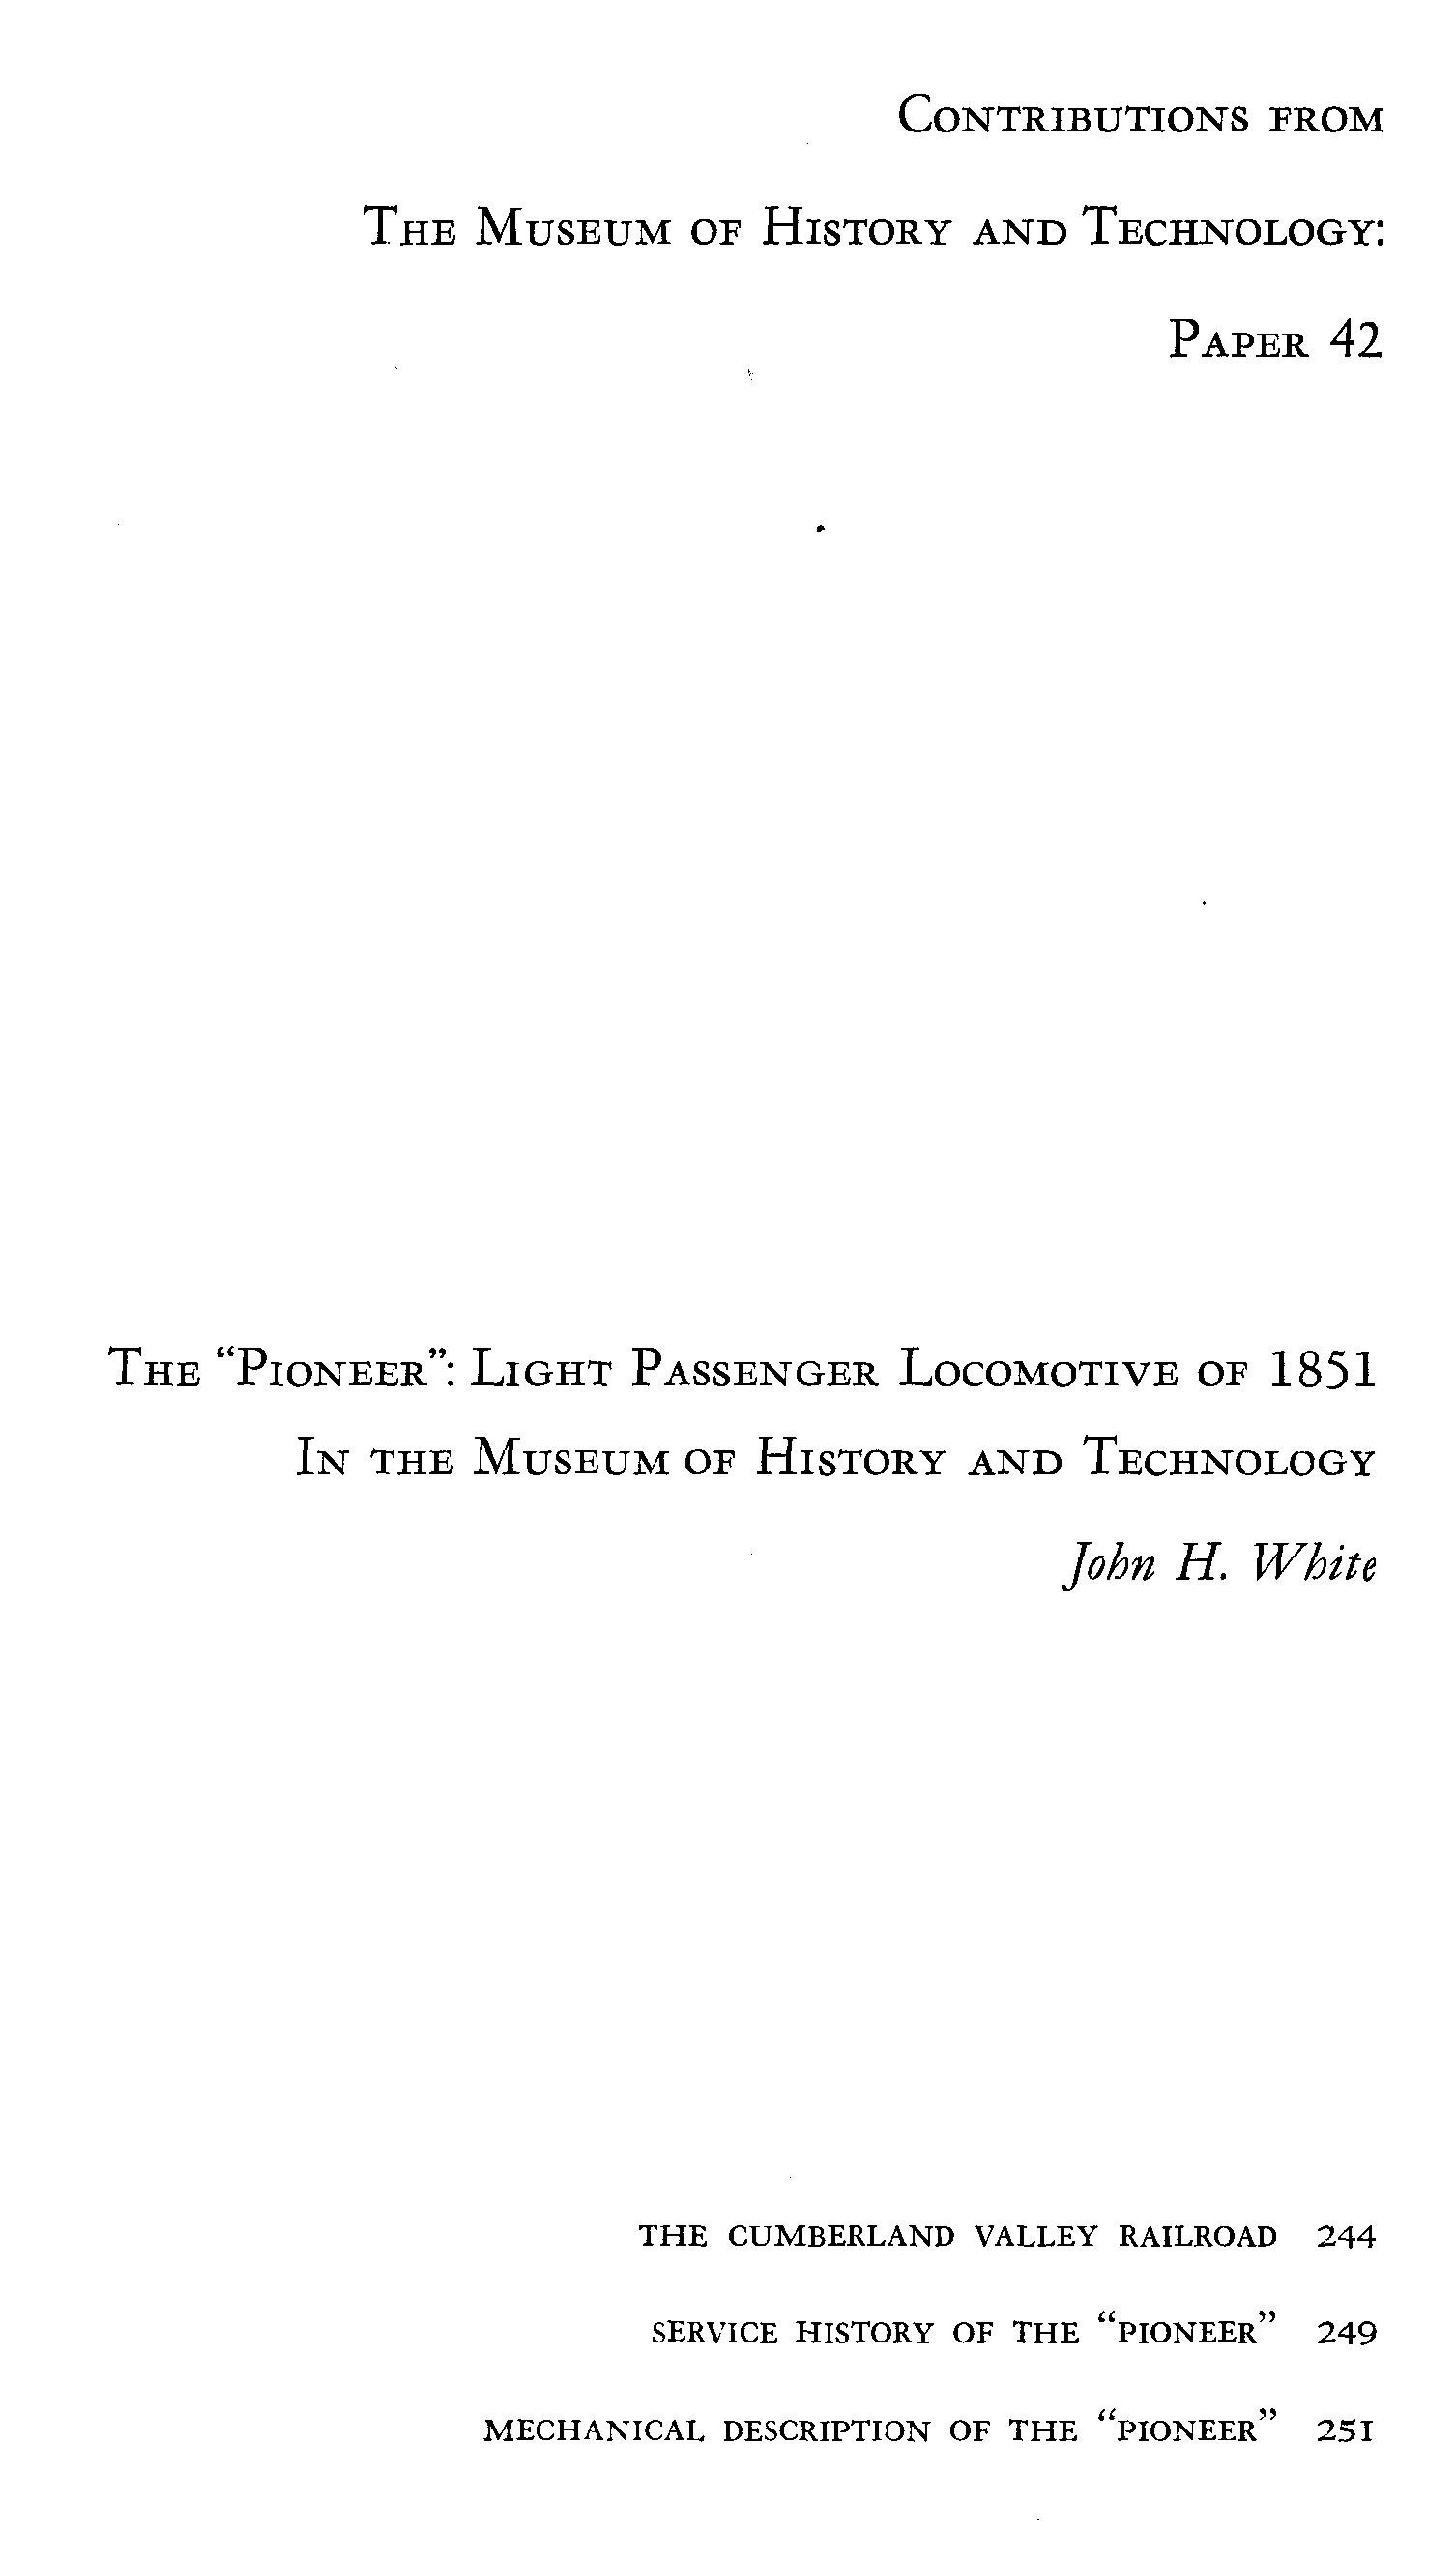 Contributions from
The Museum of History and Technology:
Paper 42
The “Pioneer”: Light Passenger Locomotive of 1851
In the Museum of History and Technology
John H. White
THE CUMBERLAND VALLEY RAILROAD 244
SERVICE HISTORY OF THE “PIONEER” 249
MECHANICAL DESCRIPTION OF THE “PIONEER” 251